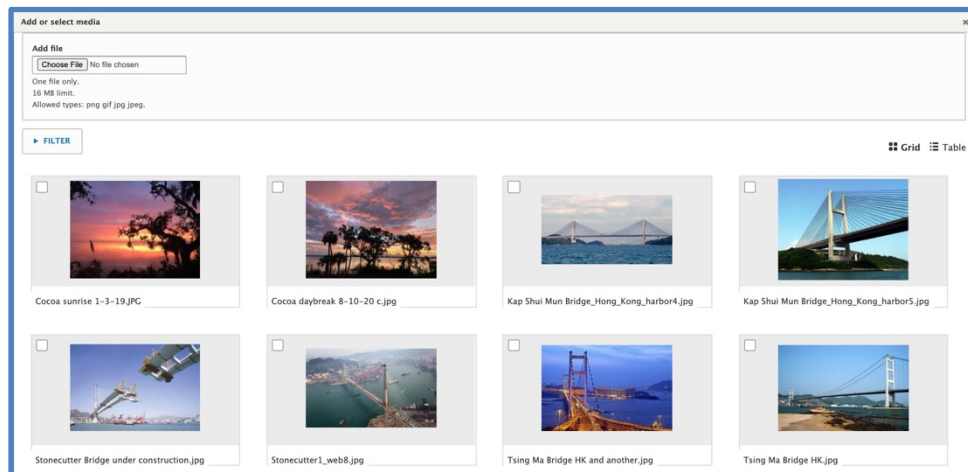 Add or select media
Add file
Choose File No file chosen
One file only.
16 MB limit.
Allowed types: png gif jpg jpeg.
FILTER
Grid Table
Cocoa sunrise 1-3-19.JPG
Cocoa daybreak 8-10-20 c.jpg
Kap Shui Mun Bridge_Hong_Kong_harbor4.jpg
Kap Shui Mun Bridge_Hong_Kong_harbor5.jpg
Stonecutter Bridge under construction.jpg
Stonecutter1_web8.jpg
Tsing Ma Bridge HK and another.jpg
Tsing Ma Bridge HK.jpg